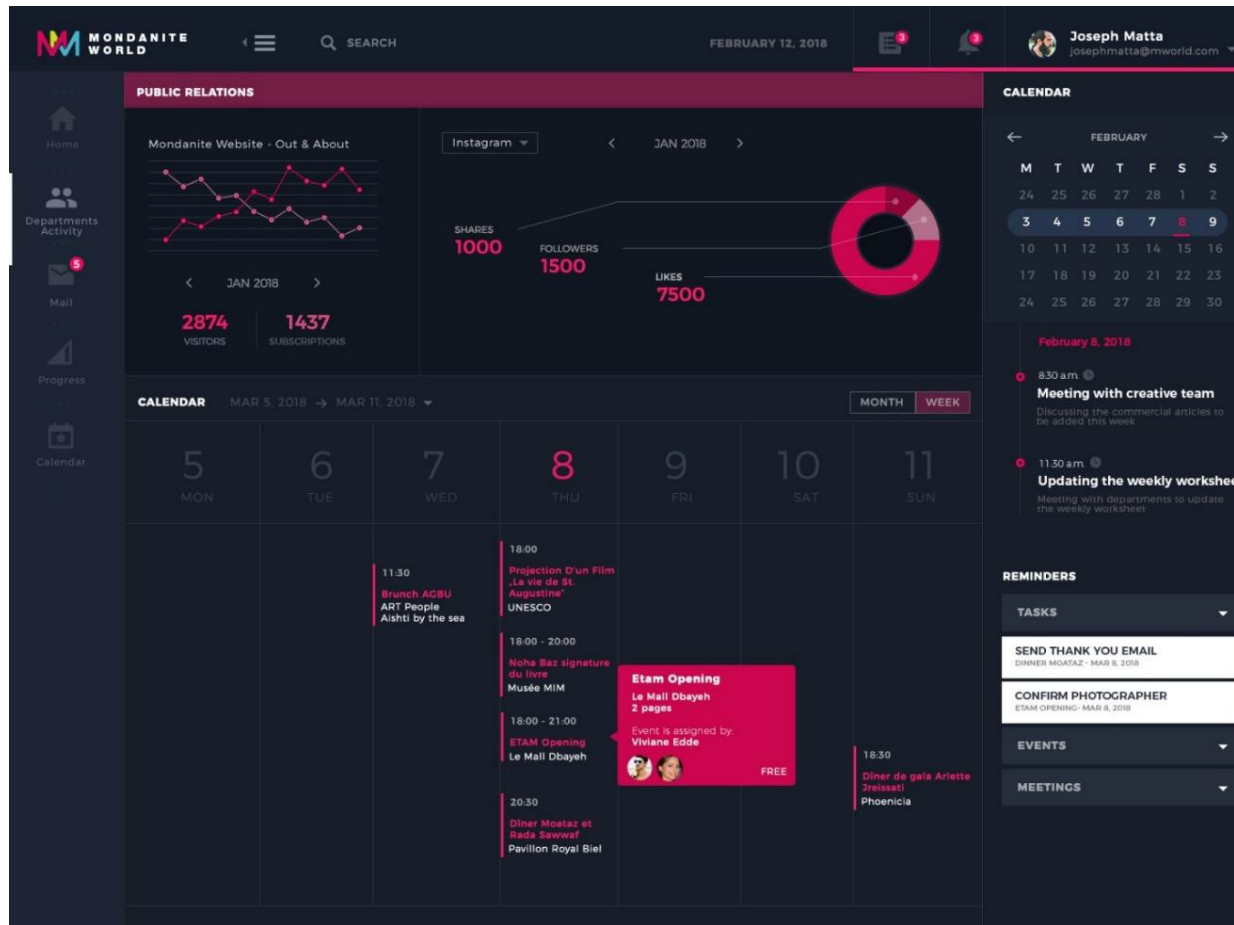 MONDANITE
WORLD
SEARCH
FEBRUARY 12, 2018
3
3
Joseph Matta
josephmatta@mworld.com
Home
Departments
Activity
5
Mail
Progress
Calendar
PUBLIC RELATIONS
Mondanite Website - Out & About
JAN 2018
2874
VISITORS
1437
SUBSCRIPTIONS
Instagram
JAN 2018
SHARES
1000
FOLLOWERS
1500
LIKES
7500
CALENDAR MAR 5, 2018 → MAR 11, 2018
MONTH WEEK
5 6 7 8 9 10 11
MON TUE WED THU FRI SAT SUN
11:30
Brunch AGBU
ART People
Aishti by the sea
18:00
Projection D'un Film
„La vie de St.
Augustine"
UNESCO
18:00 - 20:00
Noha Baz signature
du livre
Musée MIM
18:00 - 21:00
ETAM Opening
Le Mall Dbayeh
20:30
Dîner Moataz et
Rada Sawwaf
Pavillon Royal Biel
Etam Opening
Le Mall Dbayeh
2 pages
Event is assigned by:
Viviane Edde
FREE
18:30
Dîner de gala Arlette
Jreissati
Phoenicia
CALENDAR
← FEBRUARY →
M T W T F S S
24 25 26 27 28 1 2
3 4 5 6 7 8 9
10 11 12 13 14 15 16
17 18 19 20 21 22 23
24 25 26 27 28 29 30
February 8, 2018
8:30 a.m.
Meeting with creative team
Discussing the commercial articles to
be added this week
11.30 a.m.
Updating the weekly workshee
Meeting with departments to update
the weekly worksheet
REMINDERS
TASKS
SEND THANK YOU EMAIL
DINNER MOATAZ - MAR 8, 2018
CONFIRM PHOTOGRAPHER
ETAM OPENING- MAR 8, 2018
EVENTS
MEETINGS